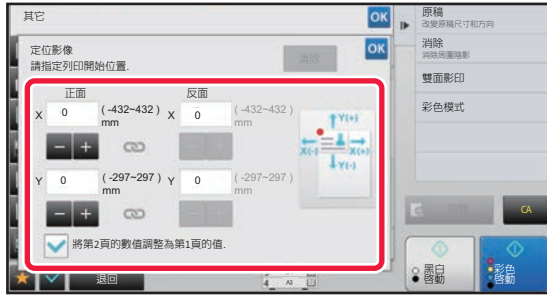 其它
OK
定位影像
請指定列印開始位置.
清除
OK
正面
反面
X 0 (-432~432) mm
X 0 (-432~432) mm
- +
- +
Y(+)
X(-) X(+)
Y(-)
Y 0 (-297~297) mm
Y 0 (-297~297) mm
- +
- +
將第2頁的數值調整為第1頁的值.
退回
原稿
改變原稿尺寸和方向
消除
消除周圍陰影
雙面影印
彩色模式
CA
黑白
啓動
彩色
啓動